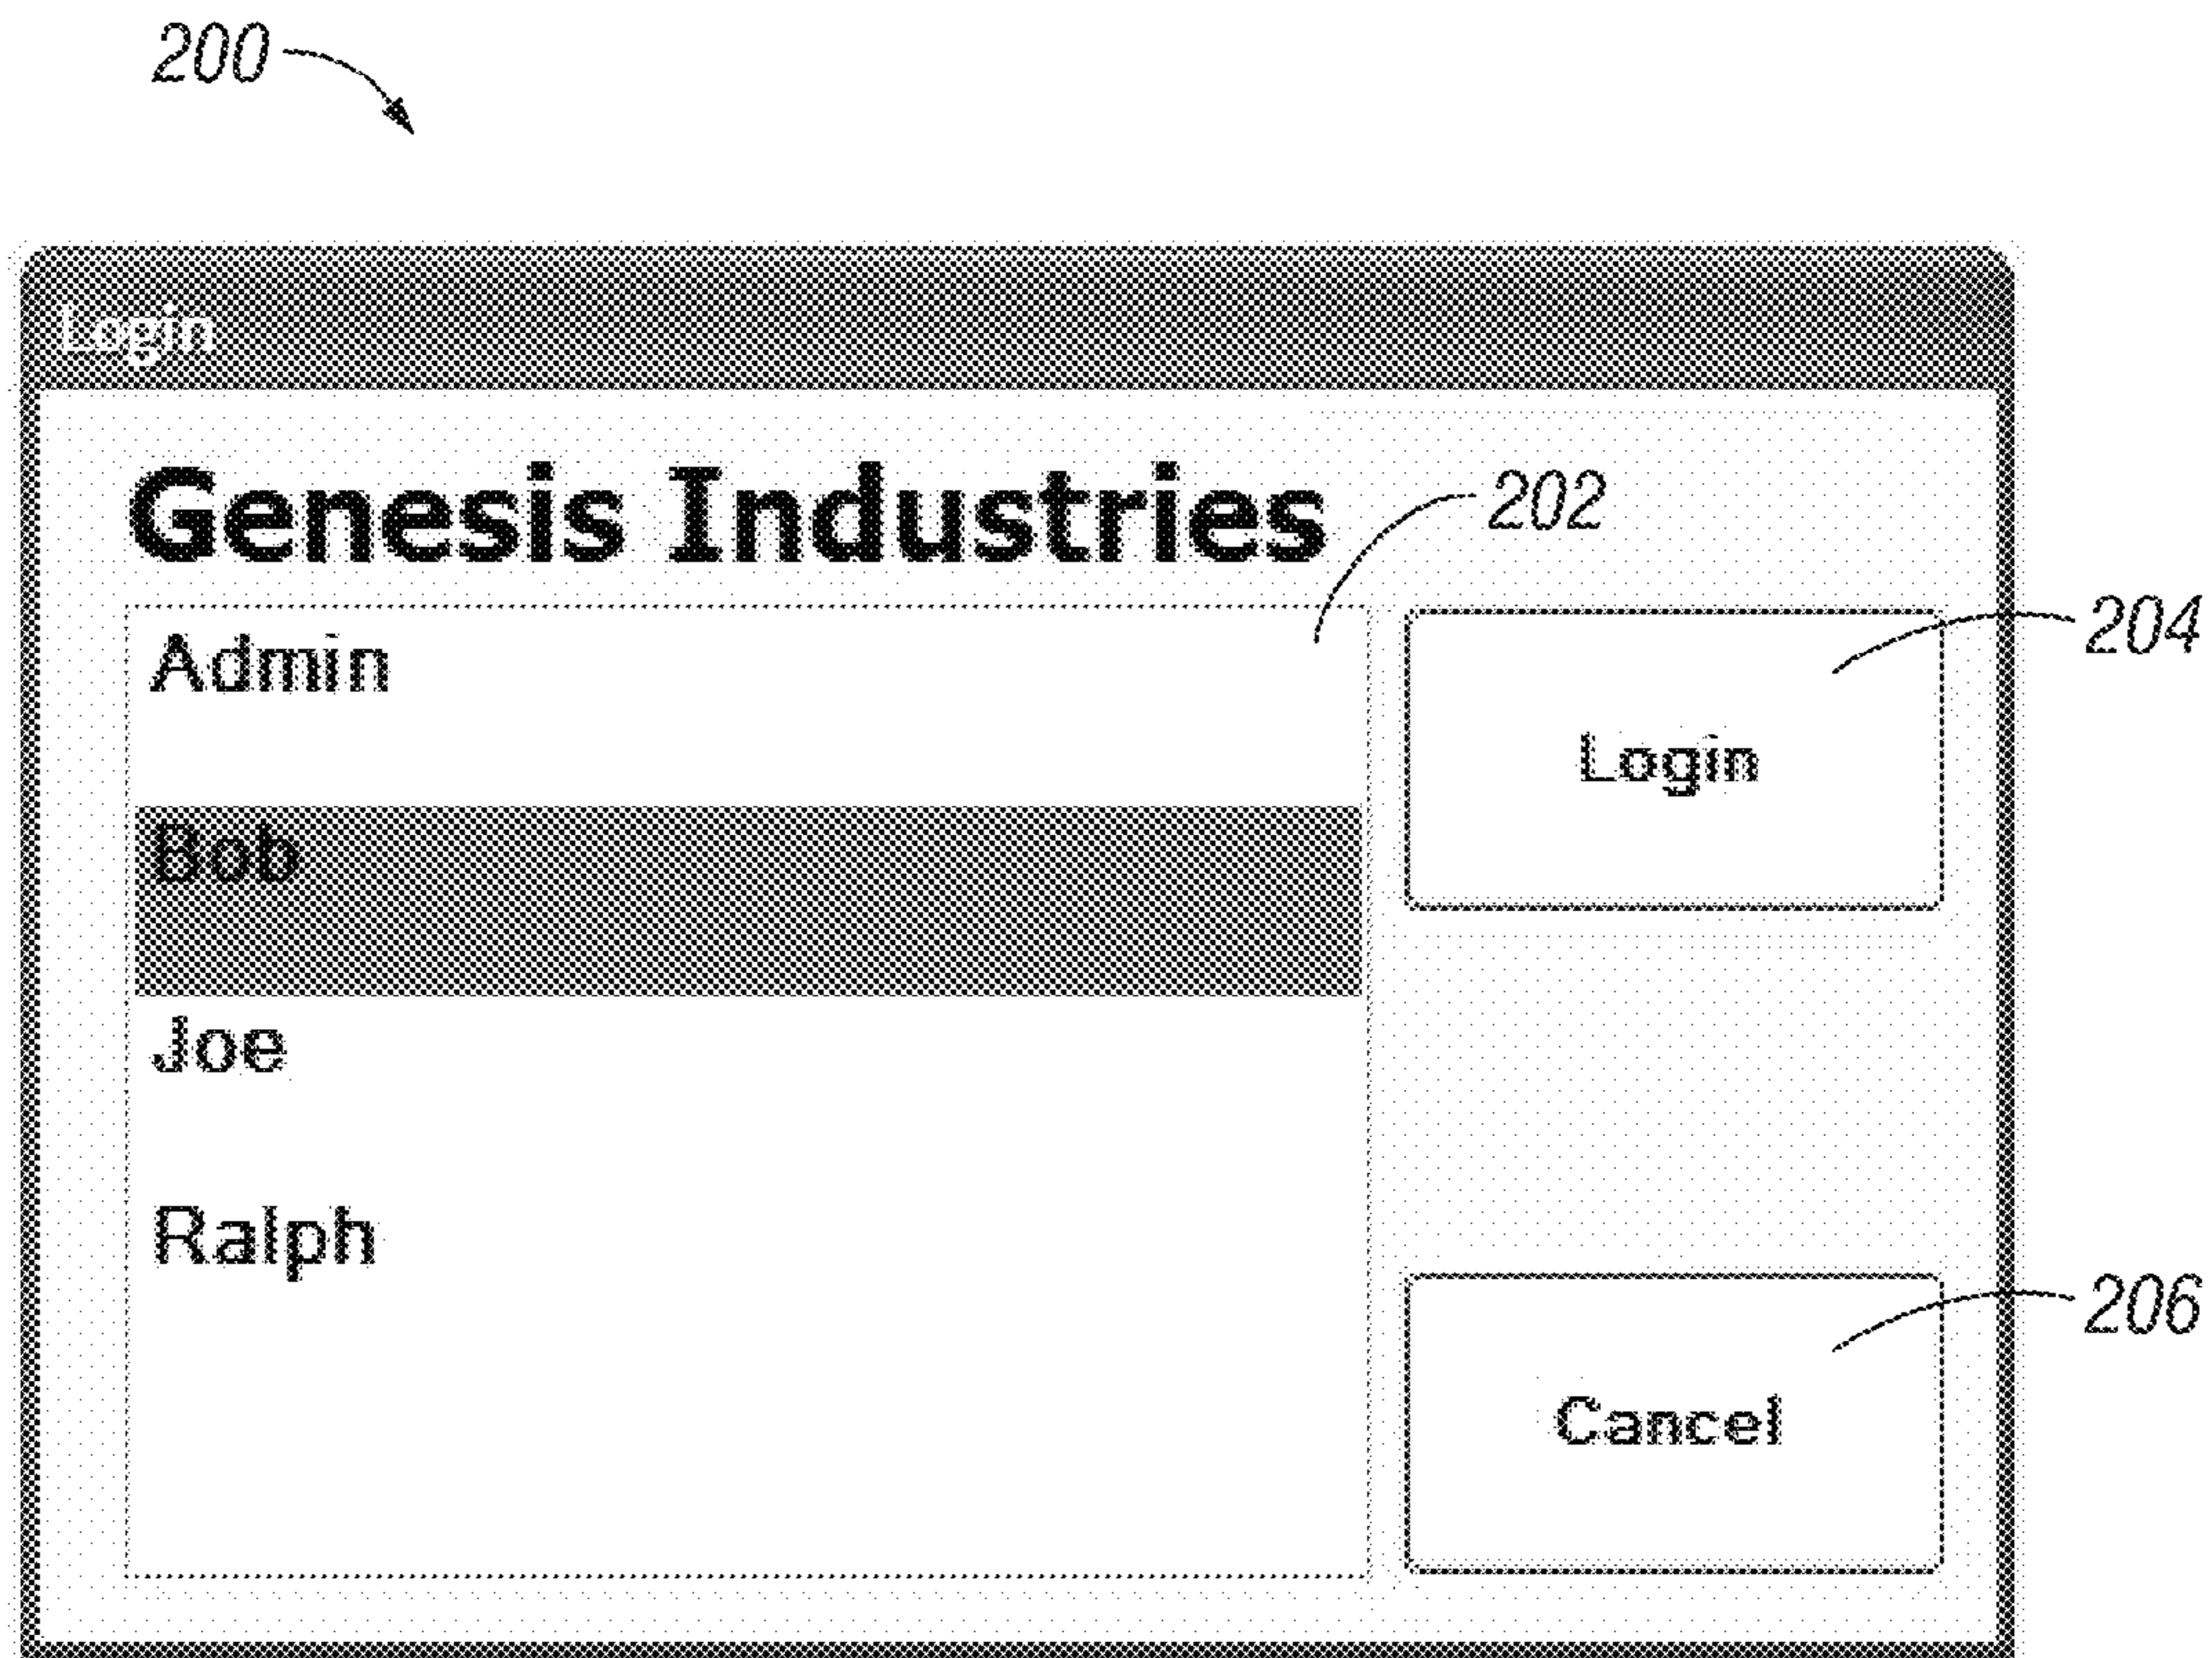 200
Login
Genesis Industries
202
Admin
204
Login
Bob
Joe
Ralph
206
Cancel